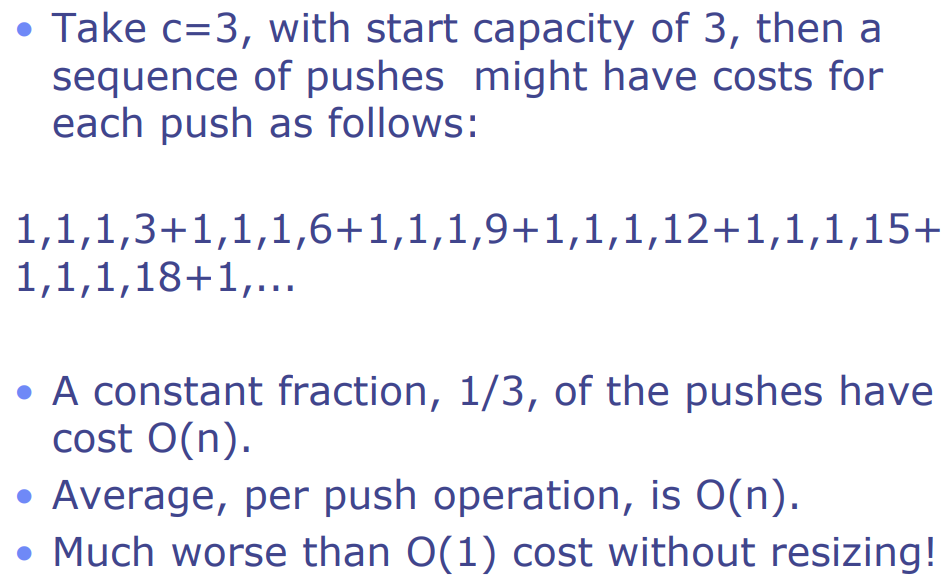 • Take c=3, with start capacity of 3, then a
sequence of pushes might have costs for
each push as follows:
1,1,1,3+1,1,1,6+1,1,1,9+1,1,1,12+1,1,1,15+
1,1,1,18+1,...
• A constant fraction, 1/3, of the pushes have
cost O(n).
• Average, per push operation, is O(n).
• Much worse than O(1) cost without resizing!